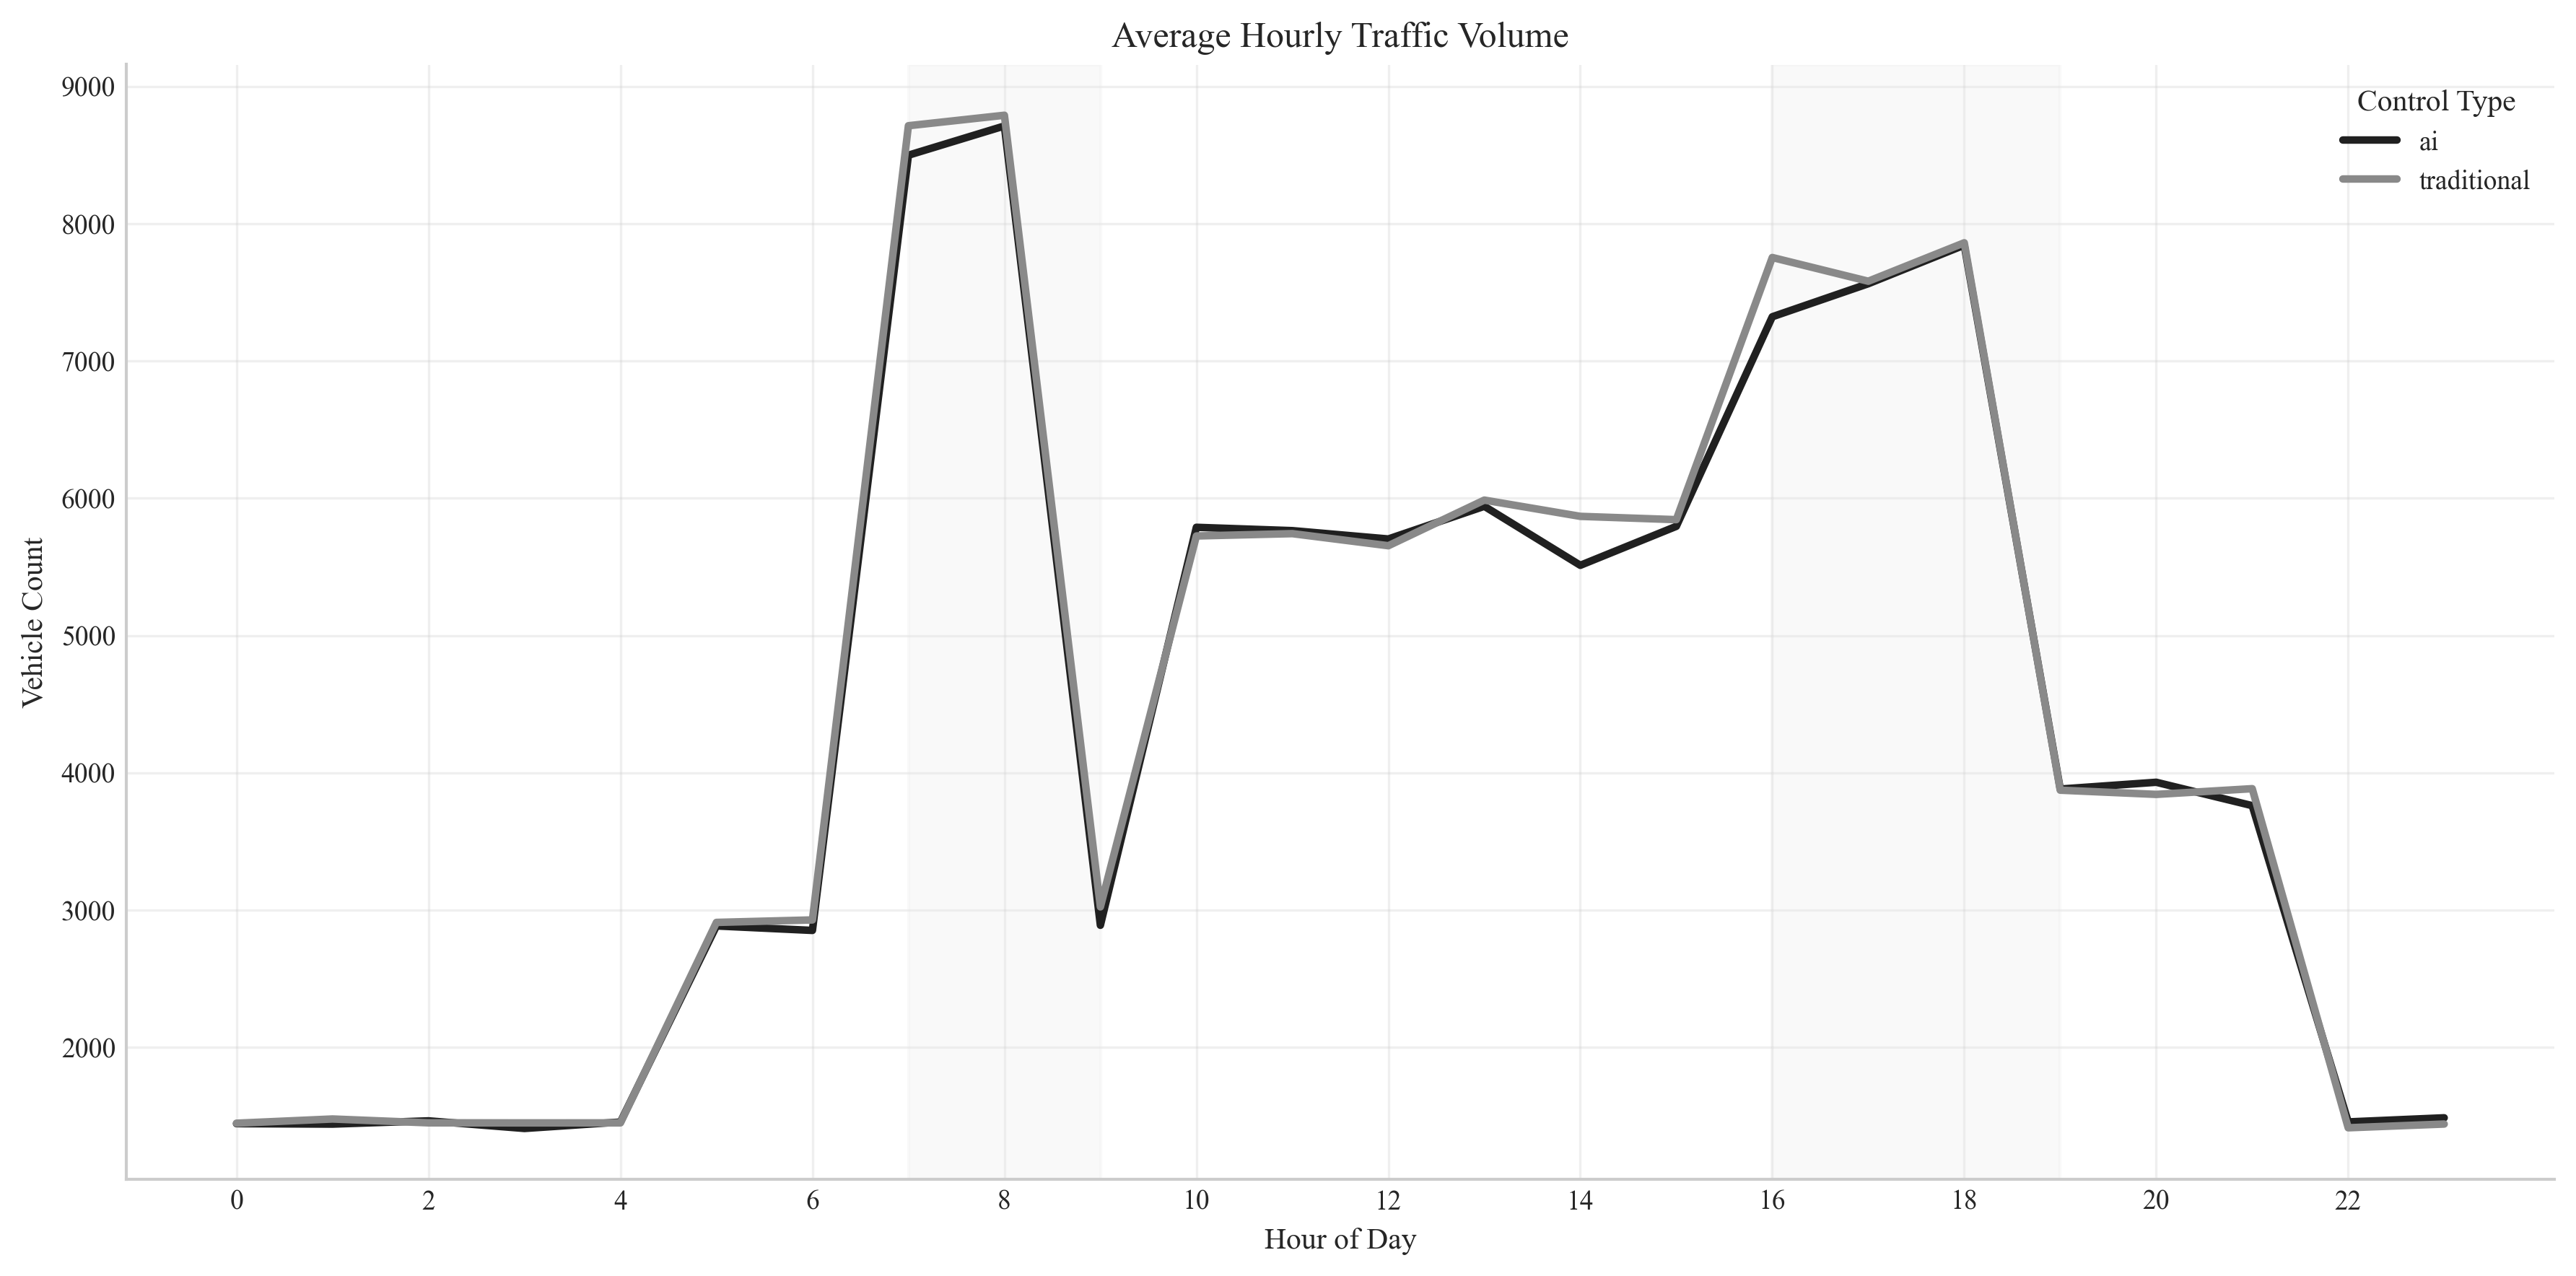 Average Hourly Traffic Volume
9000
8000
7000
6000
5000
4000
3000
2000
Vehicle Count
Control Type
ai
traditional
0 2 4 6 8 10 12 14 16 18 20 22
Hour of Day